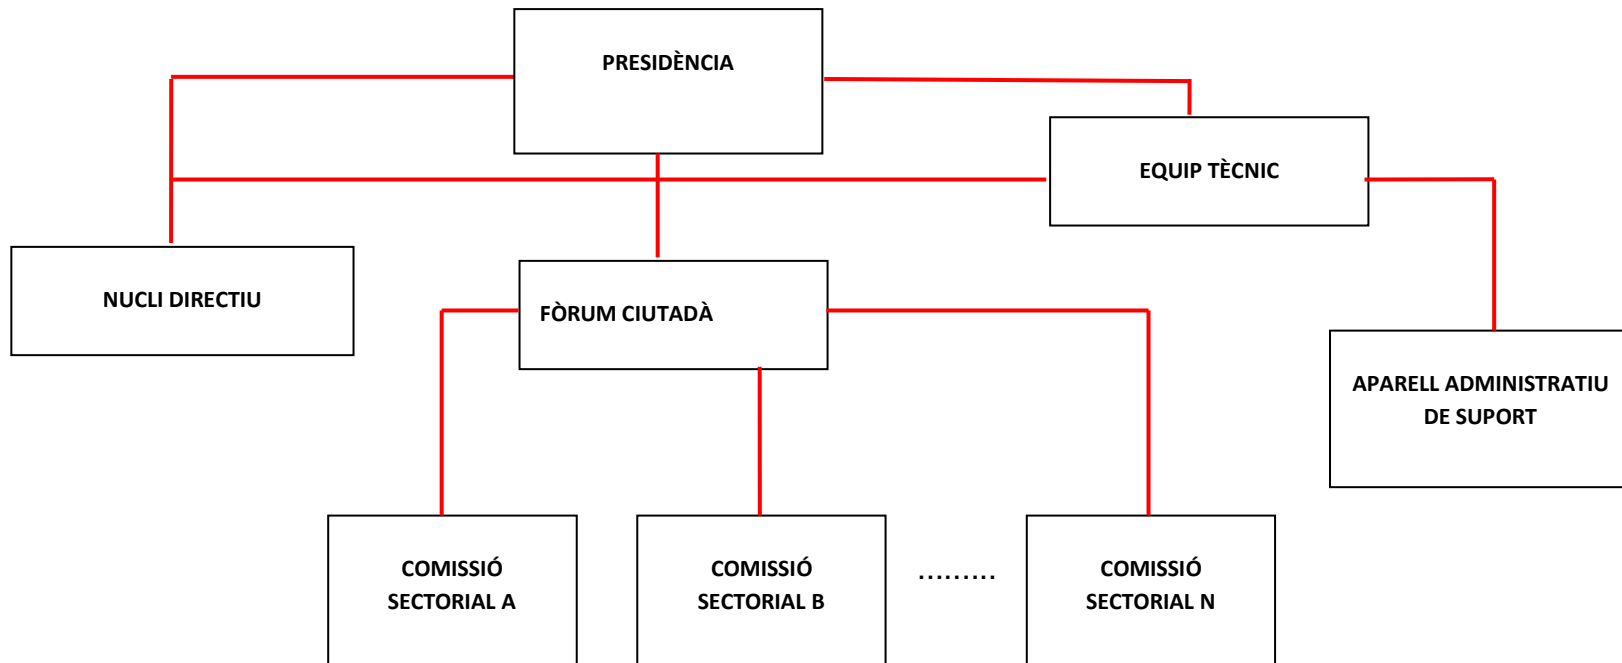 PRESIDÈNCIA
EQUIP TÈCNIC
NUCLI DIRECTIU
FÒRUM CIUTADÀ
APARELL ADMINISTRATIU
DE SUPORT
COMISSIÓ
SECTORIAL A
COMISSIÓ
SECTORIAL B
.........
COMISSIÓ
SECTORIAL N